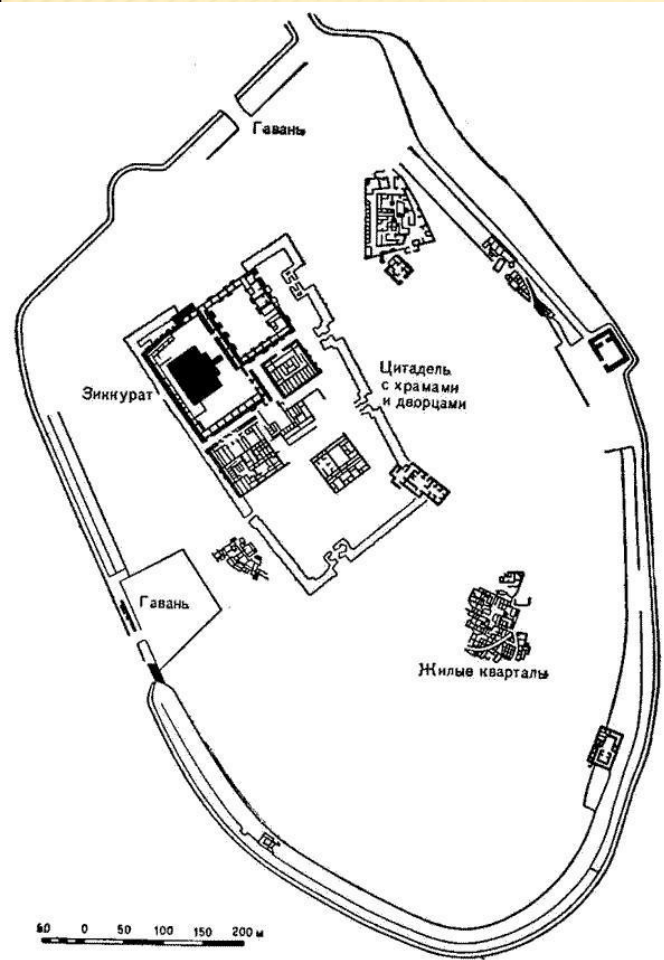 Гавань
Зиккурат
Цитадель
с храмами
и дворцами
Гавань
Жилые кварталы
50 0 50 100 150 200 м